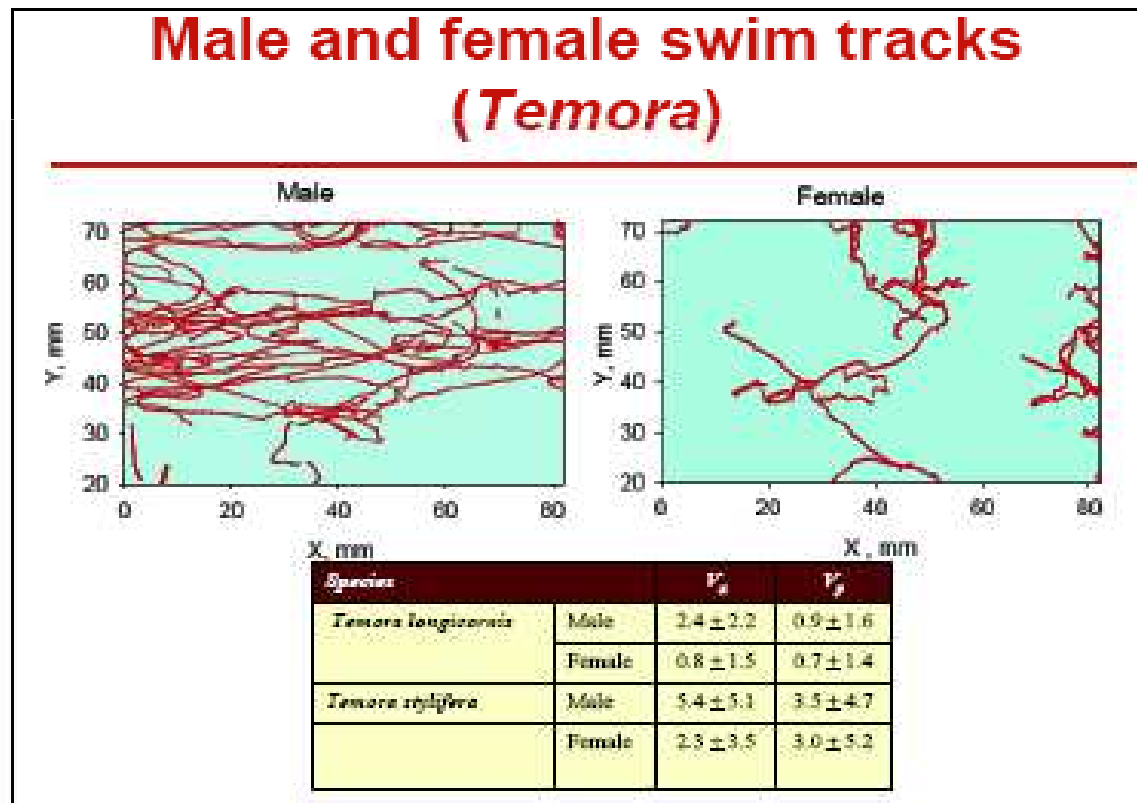 Male and female swim tracks
(Temora)
Male
Female
70
60
50
40
30
20
Y, mm
0 20 40 60 80
X, mm
70
60
50
40
30
20
Y, mm
0 20 40 60 80
X, mm
Species
Temora longicornis Male 2.4 ± 2.2 0.9 ± 1.6
Female 0.8 ± 1.5 0.7 ± 1.4
Temora stylifera Male 5.4 ± 5.1 3.5 ± 4.7
Female 2.3 ± 3.5 3.0 ± 5.2